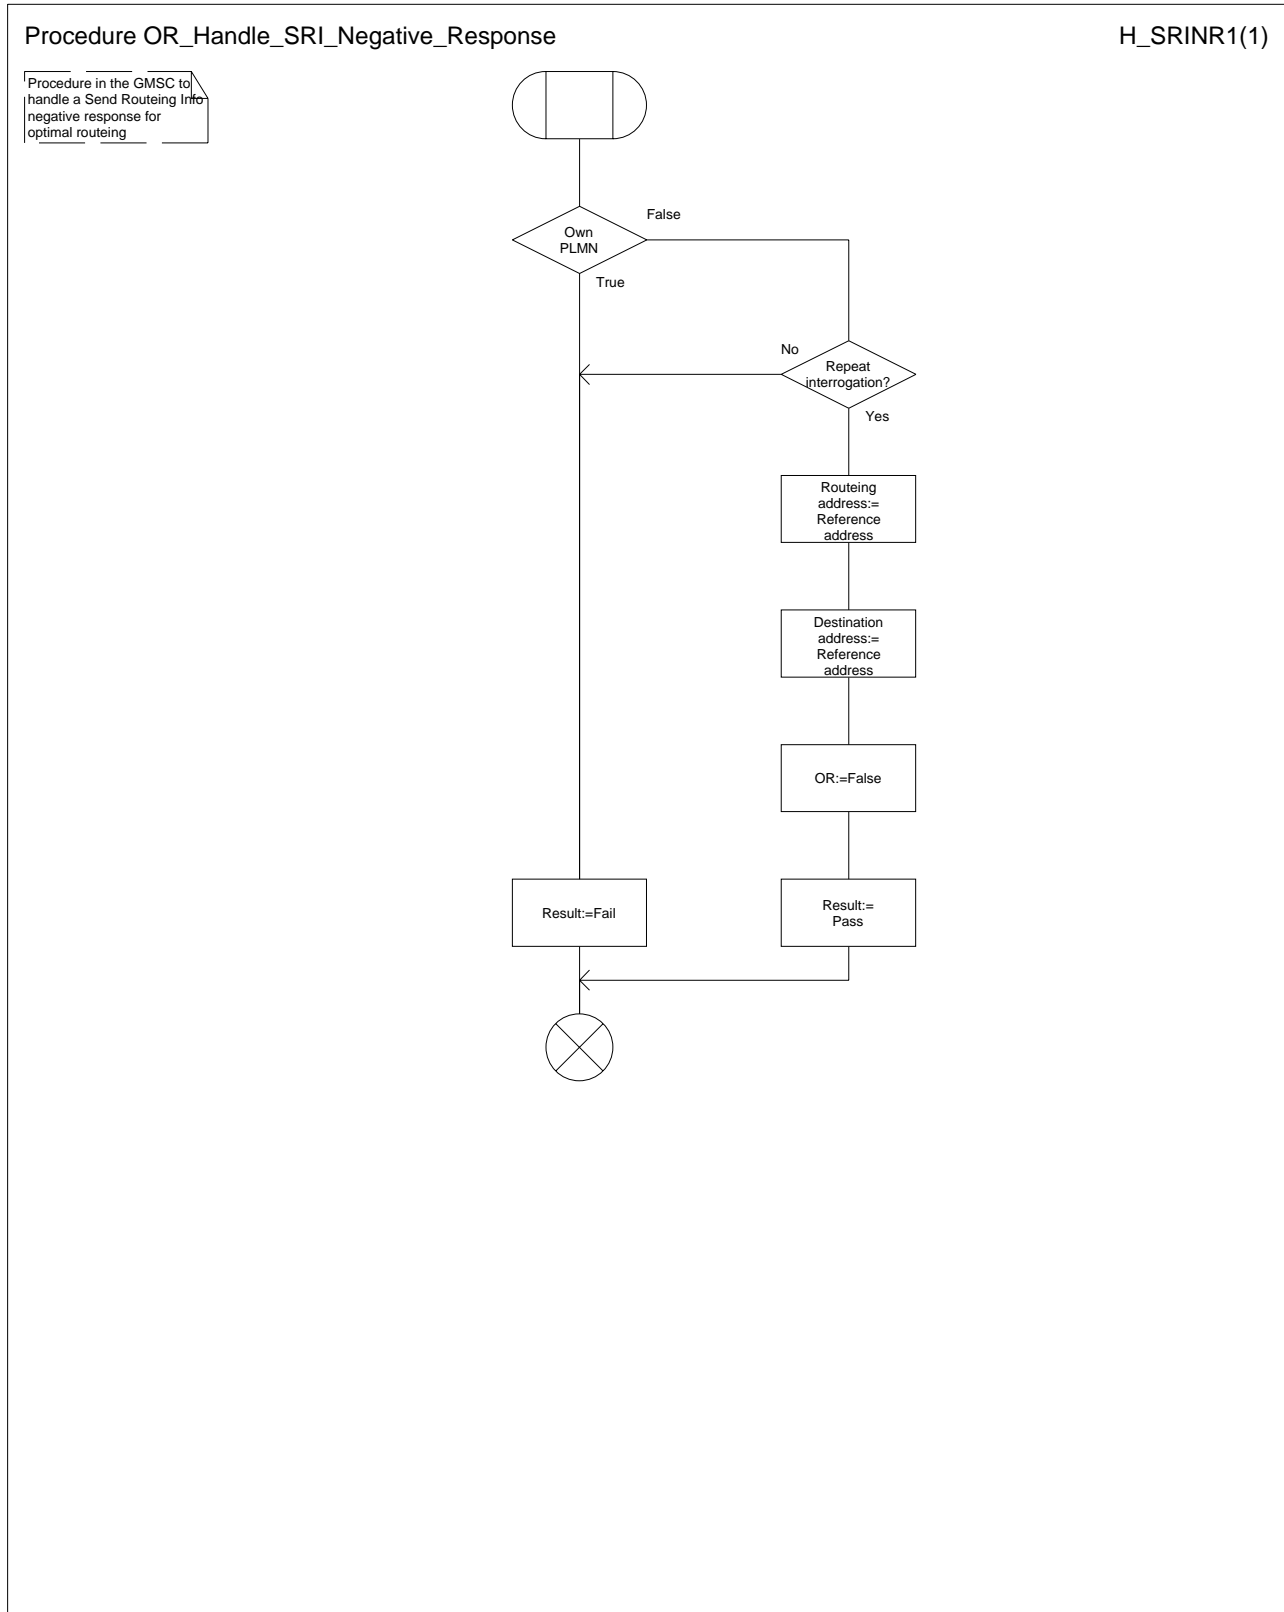 Procedure OR_Handle_SRI_Negative_Response
H_SRINR1(1)
Procedure in the GMSC to
handle a Send Routeing Info
negative response for
optimal routeing
Own
PLMN
False
True
No
Repeat
interrogation?
Yes
Routeing
address:=
Reference
address
Destination
address:=
Reference
address
OR:=False
Result:=Fail
Result:=
Pass